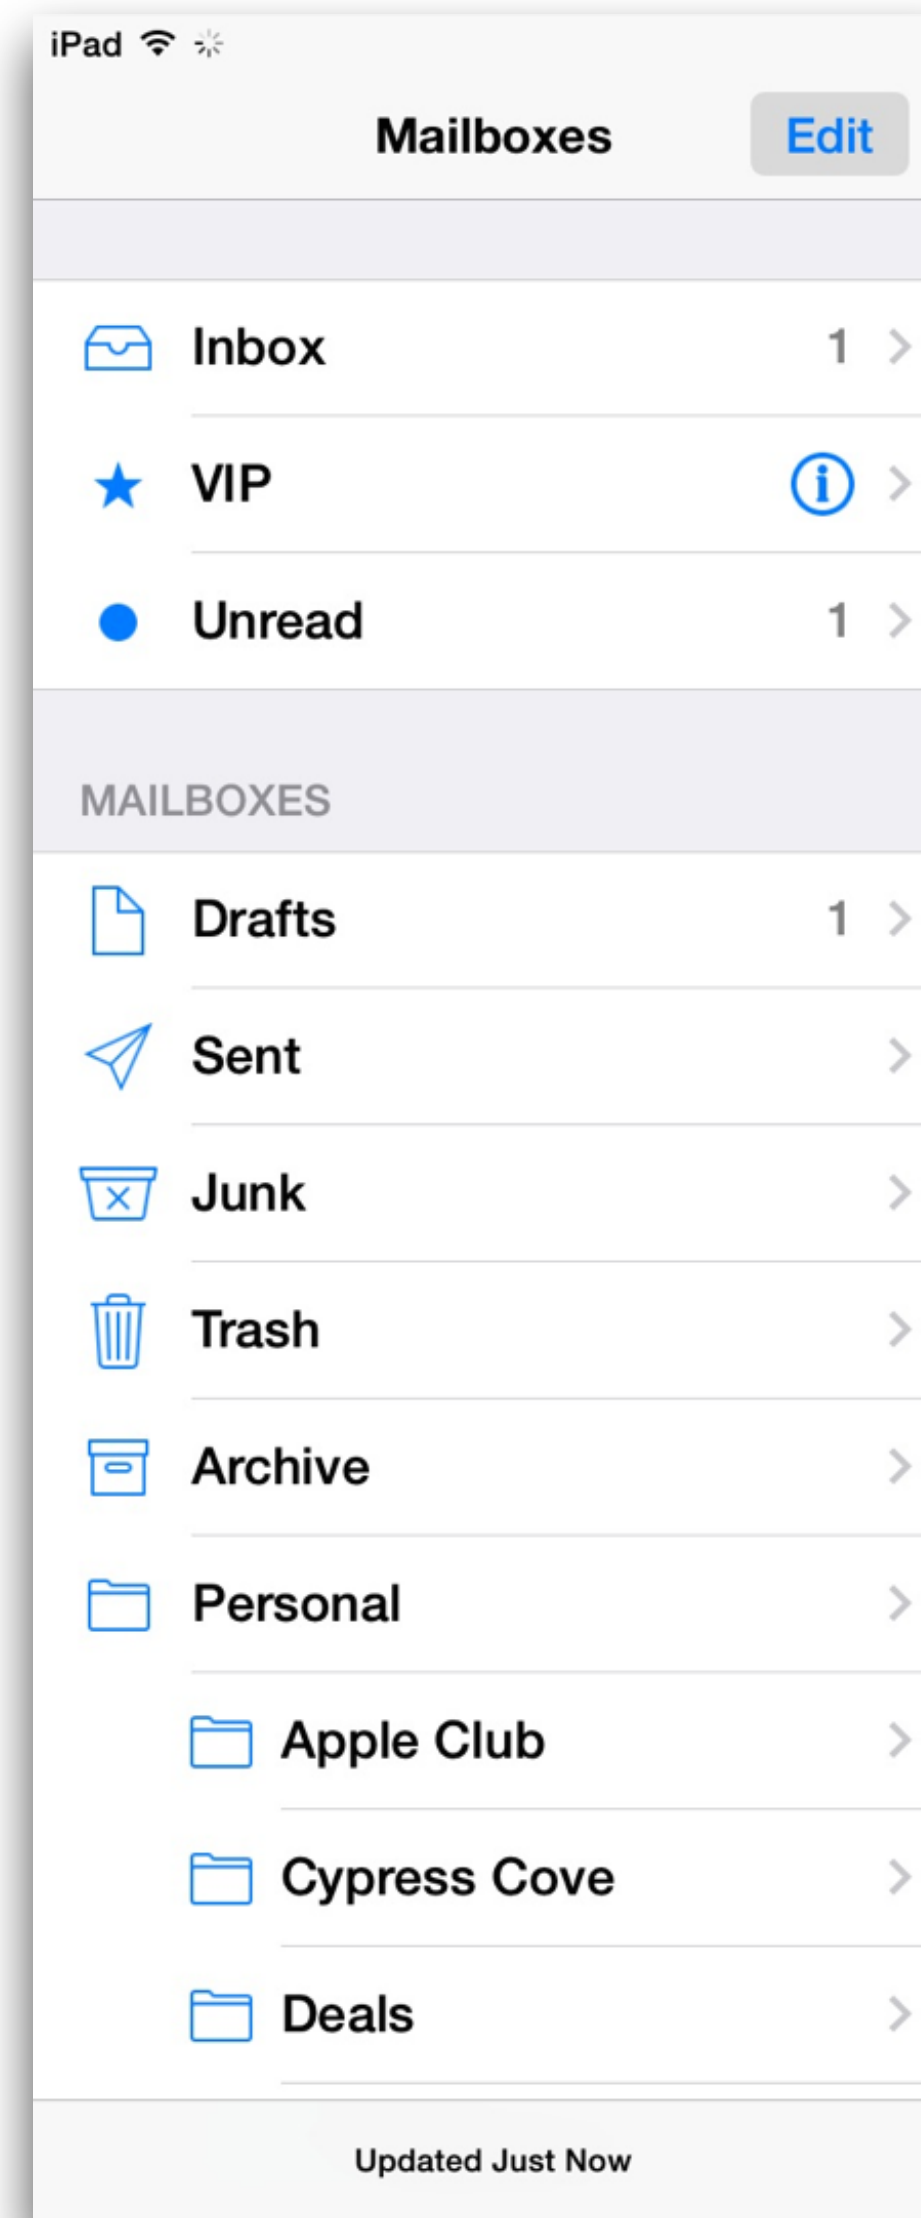 iPad
Mailboxes Edit
Inbox 1
VIP
Unread 1
MAILBOXES
Drafts 1
Sent
Junk
Trash
Archive
Personal
Apple Club
Cypress Cove
Deals
Updated Just Now